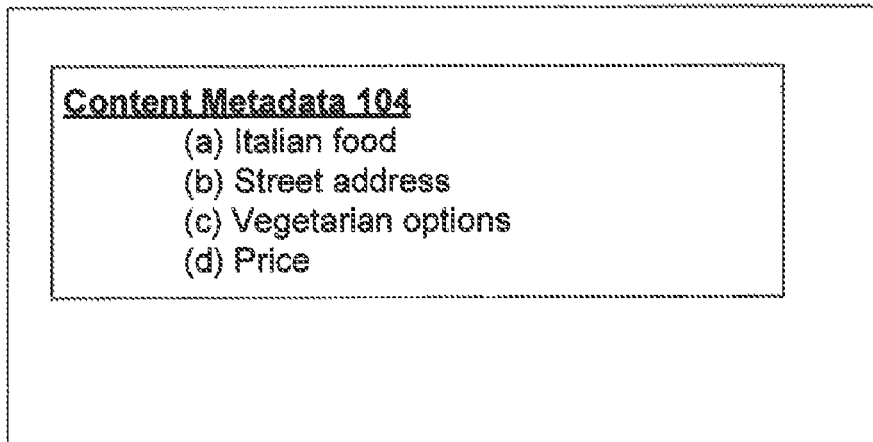 Content Metadata 104
(a) Italian food
(b) Street address
(c) Vegetarian options
(d) Price